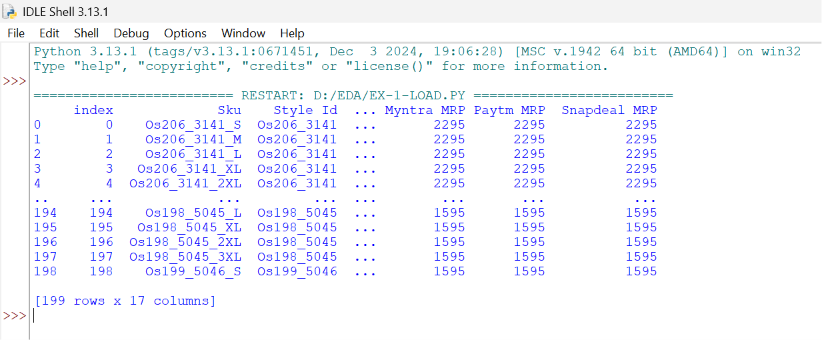 IDLE Shell 3.13.1
File Edit Shell Debug Options Window Help
Python 3.13.1 (tags/v3.13.1:0671451, Dec  3 2024, 19:06:28) [MSC v.1942 64 bit (AMD64)] on win32
Type "help", "copyright", "credits" or "license()" for more information.
>>>
========================= RESTART: D:/EDA/EX-1-LOAD.PY =========================
     index             Sku    Style Id  ... Myntra MRP Paytm MRP  Snapdeal MRP
0        0    Os206_3141_S  Os206_3141  ...       2295      2295          2295
1        1    Os206_3141_M  Os206_3141  ...       2295      2295          2295
2        2    Os206_3141_L  Os206_3141  ...       2295      2295          2295
3        3   Os206_3141_XL  Os206_3141  ...       2295      2295          2295
4        4  Os206_3141_2XL  Os206_3141  ...       2295      2295          2295
..     ...             ...         ...  ...        ...       ...           ...
194    194    Os198_5045_L  Os198_5045  ...       1595      1595          1595
195    195   Os198_5045_XL  Os198_5045  ...       1595      1595          1595
196    196  Os198_5045_2XL  Os198_5045  ...       1595      1595          1595
197    197  Os198_5045_3XL  Os198_5045  ...       1595      1595          1595
198    198    Os199_5046_S  Os199_5046  ...       1595      1595          1595
[199 rows x 17 columns]
>>>